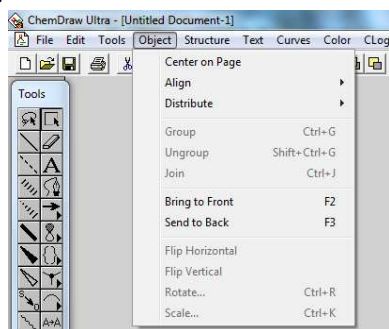 ChemDraw Ultra - [Untitled Document-1]
File Edit Tools Object Structure Text Curves Color CLog
Tools
A
A+A
Center on Page
Align
Distribute
Group Ctrl+G
Ungroup Shift+Ctrl+G
Join Ctrl+J
Bring to Front F2
Send to Back F3
Flip Horizontal
Flip Vertical
Rotate... Ctrl+R
Scale... Ctrl+K